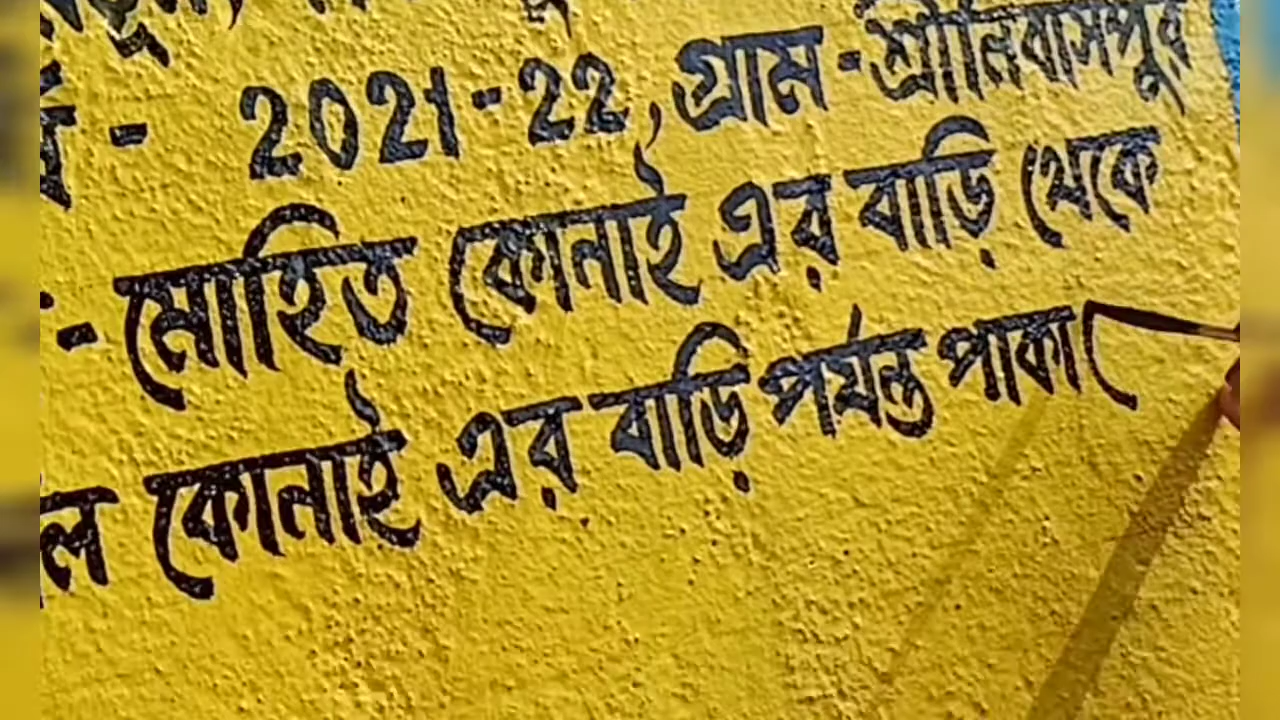 - 2021-22, গ্রাম -শ্রীনিবাসপুর
- মোহিত কোনাই এর বাড়ি থেকে
কোনাই এর বাড়ি পর্যন্ত পাকা